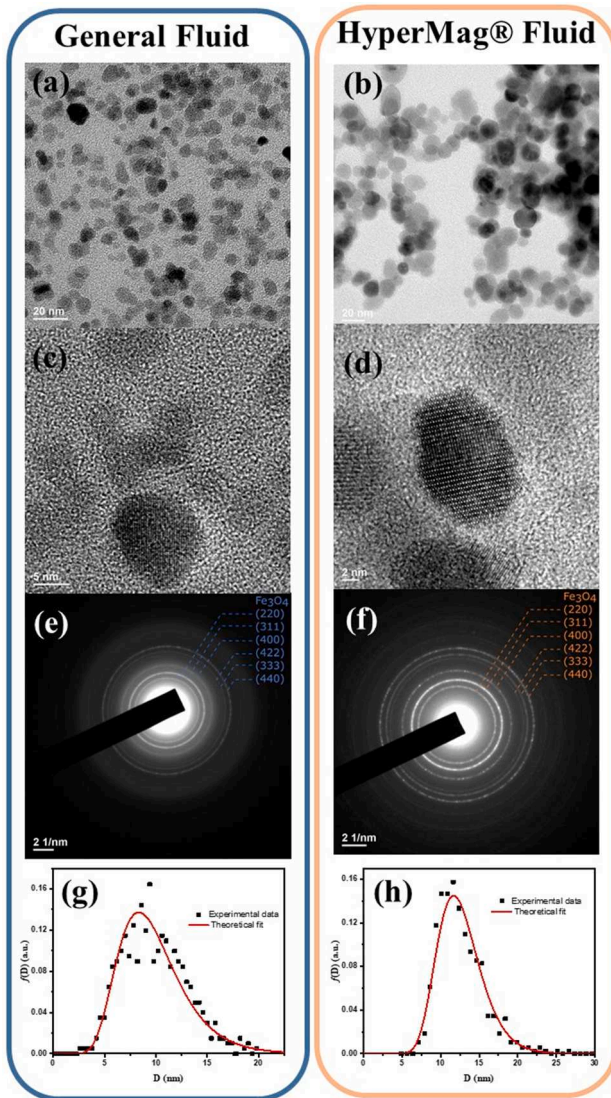 General Fluid
HyperMag® Fluid
(a)
20 nm
(b)
20 nm
(c)
5 nm
(d)
2 nm
(e)
Fe₃O₄
(220)
(311)
(400)
(422)
(333)
(440)
2 1/nm
(f)
Fe₃O₄
(220)
(311)
(400)
(422)
(333)
(440)
2 1/nm
(g)
Experimental data
Theoretical fit
0.16
0.12
0.08
0.04
0.00
f(D) (a.u.)
0 5 10 15 20
D (nm)
(h)
Experimental data
Theoretical fit
0.16
0.12
0.08
0.04
0.00
f(D) (a.u.)
0 5 10 15 20 25 30
D (nm)